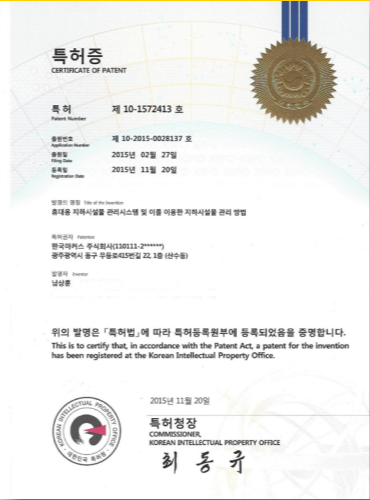 특허증
CERTIFICATE OF PATENT
특 허 제 10-1572413 호
Patent Number
출원번호 제 10-2015-0028137 호
Application Number
출원일 2015년 02월 27일
Filing Date
등록일 2015년 11월 20일
Registration Date
발명의 명칭 Title of the Invention
휴대용 지하시설물 관리시스템 및 이를 이용한 지하시설물 관리 방법
특허권자 Patentee
한국마커스 주식회사(110111-2******)
광주광역시 동구 무등로415번길 22, 1층 (산수동)
발명자 Inventor
남상훈
위의 발명은 「특허법」에 따라 특허등록원부에 등록되었음을 증명합니다.
This is to certify that, in accordance with the Patent Act, a patent for the invention
has been registered at the Korean Intellectual Property Office.
2015년 11월 20일
특허청장
COMMISSIONER,
KOREAN INTELLECTUAL PROPERTY OFFICE
최동규
KOREAN INTELLECTUAL PROPERTY OFFICE
대한민국 특허청